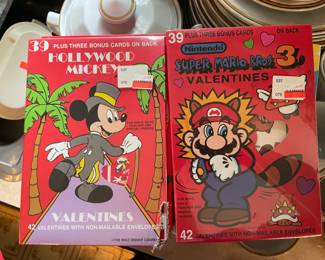 39 PLUS THREE BONUS CARDS ON BACK
HOLLYWOOD
MICKEY
VALENTINES
42 VALENTINES WITH NON-MAILABLE ENVELOPES
39 PLUS THREE BONUS CARDS ON BACK
Nintendo
SUPER MARIO BROS. 3
VALENTINES
42 VALENTINES WITH NON-MAILABLE ENVELOPES